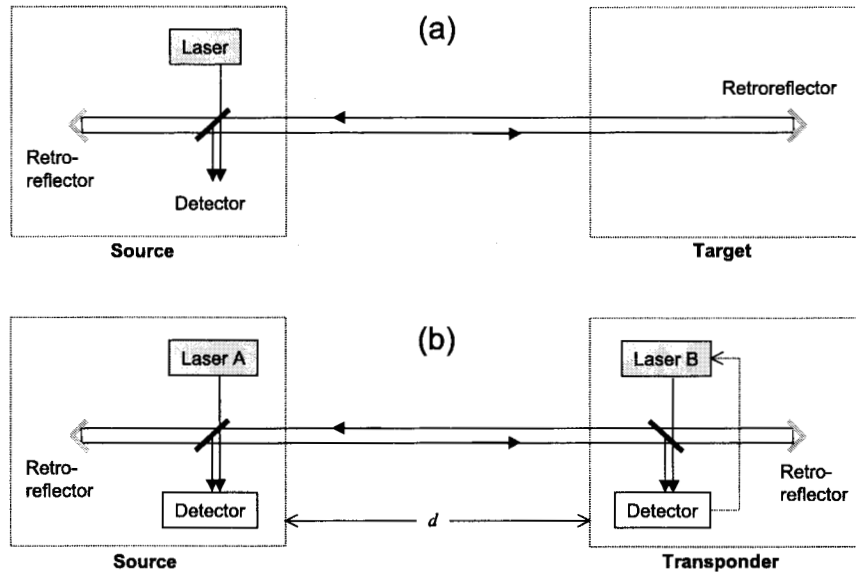 (a)
Laser
Retroreflector
Retro-
reflector
Detector
Source
Target
(b)
Laser A
Laser B
Retro-
reflector
Detector
d
Detector
Retro-
reflector
Source
Transponder